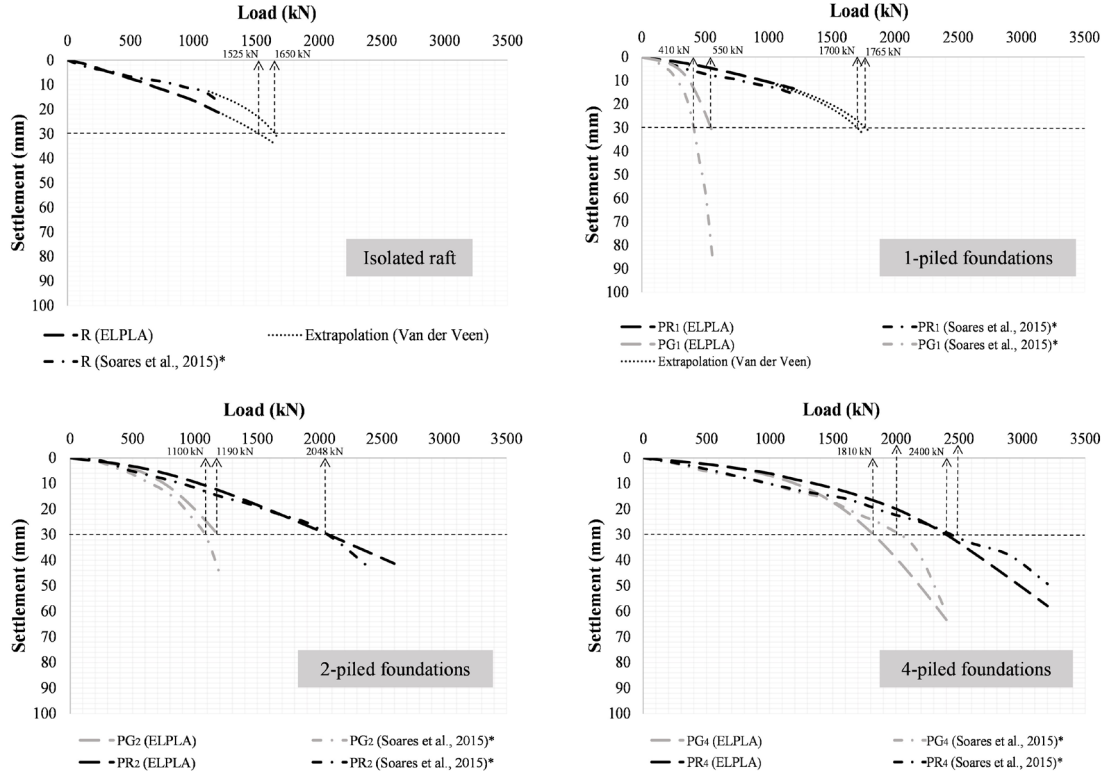 Load (kN)
0 500 1000 1500 2000 2500 3000 3500
1525 kN 1650 kN
0
10
20
30
40
50
60
70
80
90
100
Settlement (mm)
Isolated raft
R (ELPLA) Extrapolation (Van der Veen)
R (Soares et al., 2015)*
Load (kN)
0 500 1000 1500 2000 2500 3000 3500
410 kN 550 kN 1700 kN 1765 kN
0
10
20
30
40
50
60
70
80
90
100
Settlement (mm)
1-piled foundations
PR1 (ELPLA) PR1 (Soares et al., 2015)*
PG1 (ELPLA) PG1 (Soares et al., 2015)*
Extrapolation (Van der Veen)
Load (kN)
0 500 1000 1500 2000 2500 3000 3500
1100 kN 1190 kN 2048 kN
0
10
20
30
40
50
60
70
80
90
100
Settlement (mm)
2-piled foundations
PG2 (ELPLA) PG2 (Soares et al., 2015)*
PR2 (ELPLA) PR2 (Soares et al., 2015)*
Load (kN)
0 500 1000 1500 2000 2500 3000 3500
1810 kN 2400 kN
0
10
20
30
40
50
60
70
80
90
100
Settlement (mm)
4-piled foundations
PG4 (ELPLA) PG4 (Soares et al., 2015)*
PR4 (ELPLA) PR4 (Soares et al., 2015)*